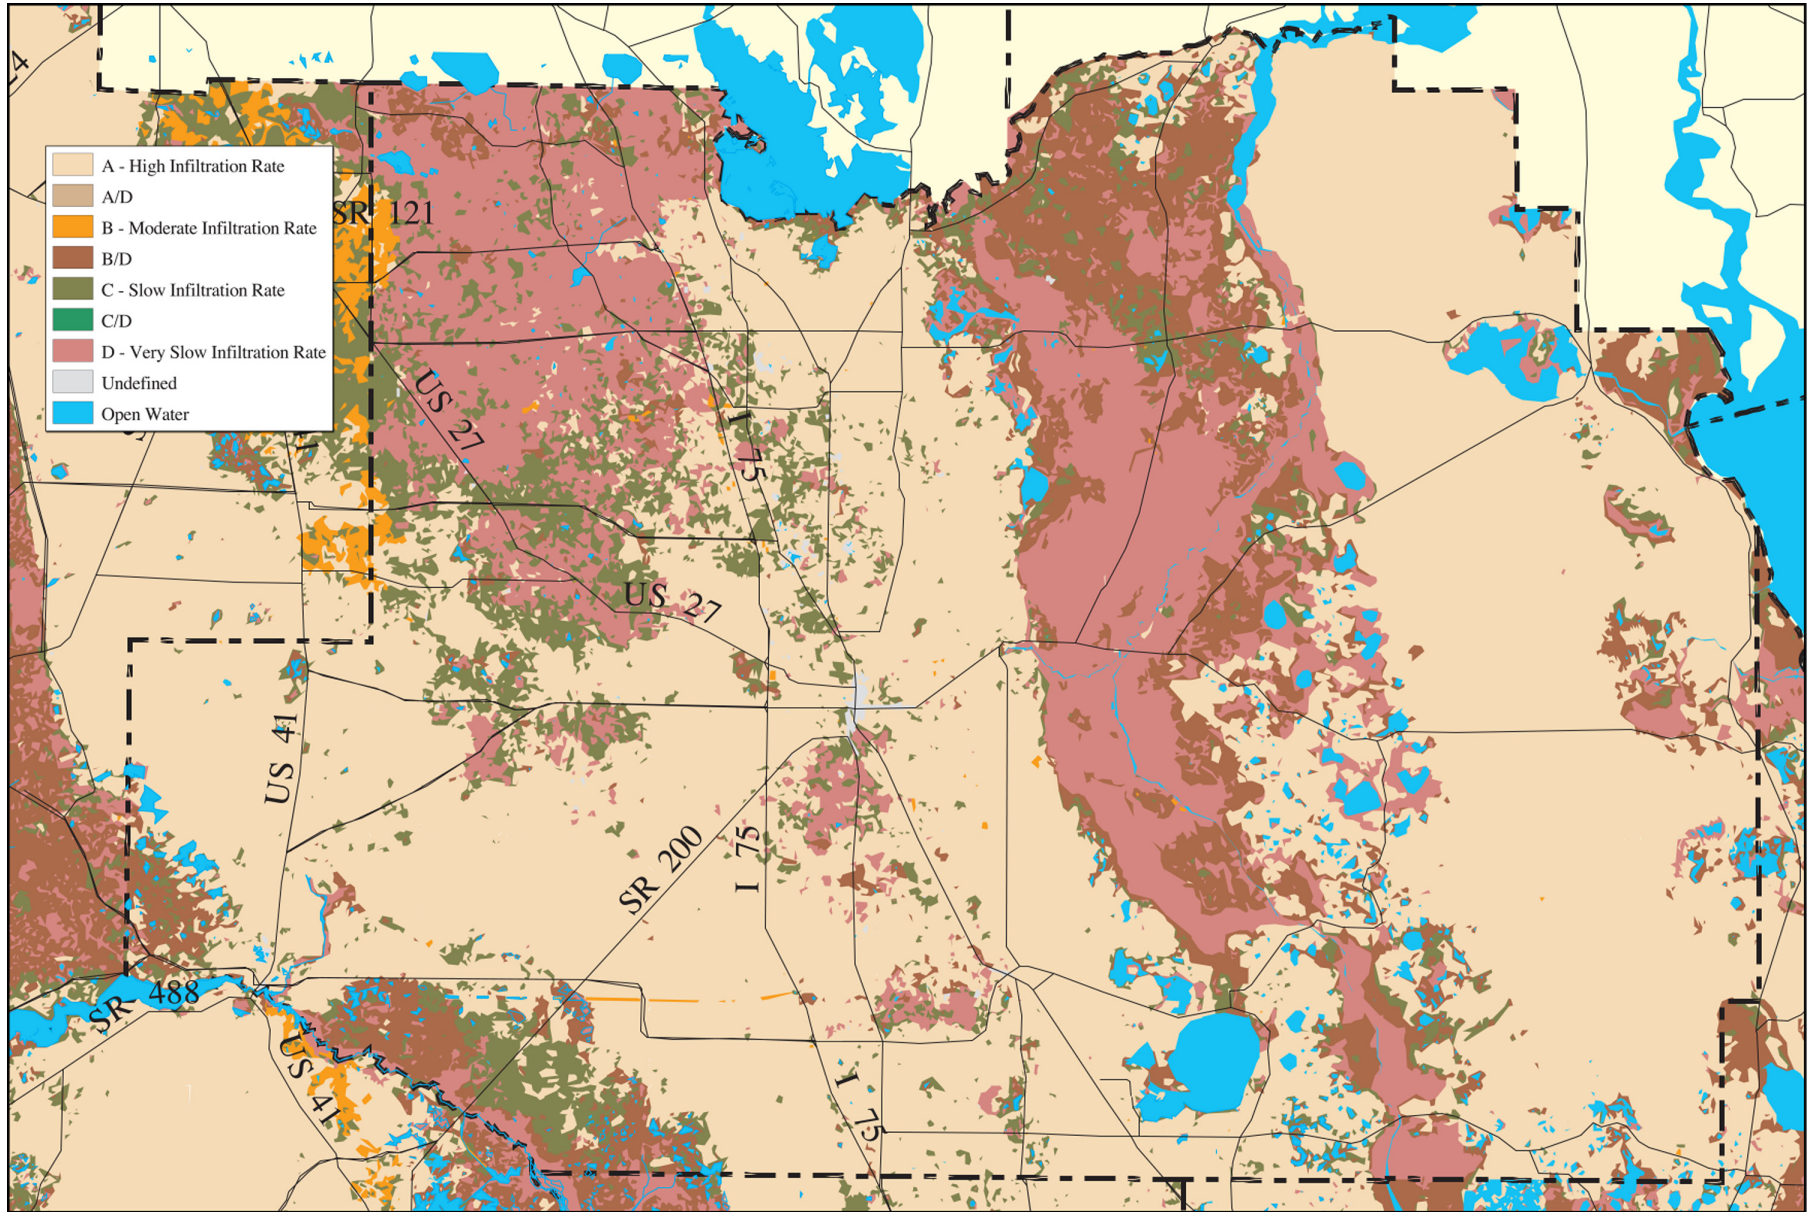 24
A - High Infiltration Rate
A/D
B - Moderate Infiltration Rate
B/D
C - Slow Infiltration Rate
C/D
D - Very Slow Infiltration Rate
Undefined
Open Water
SR 121
US 27
I 75
US 27
US 41
SR 200
I 75
SR 488
US 41
I 75